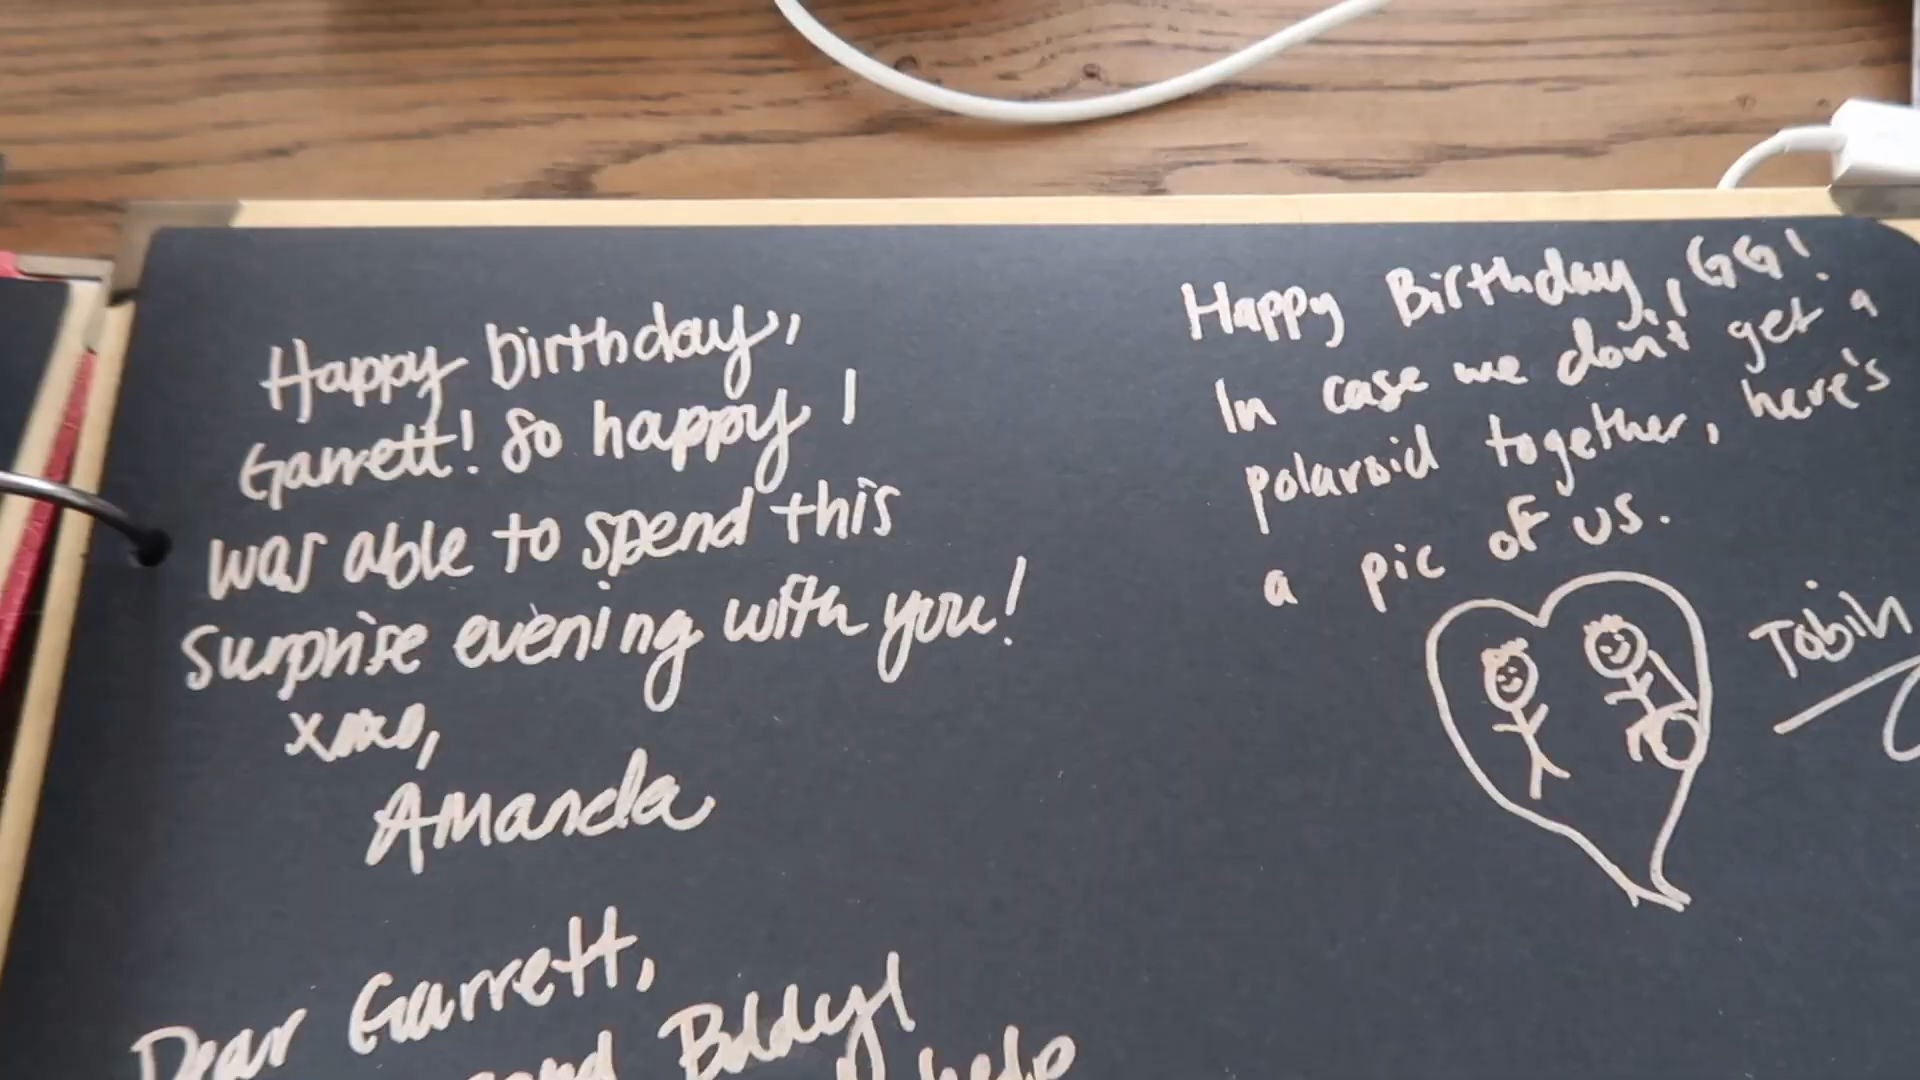 Happy birthday,
Garrett! So happy I
was able to spend this
surprise evening with you!
xoxo,
Amanda
Dear Garrett,
help
Happy Birthday, GG!
In case we don't get a
polaroid together, here's
a pic of us.
Tobin